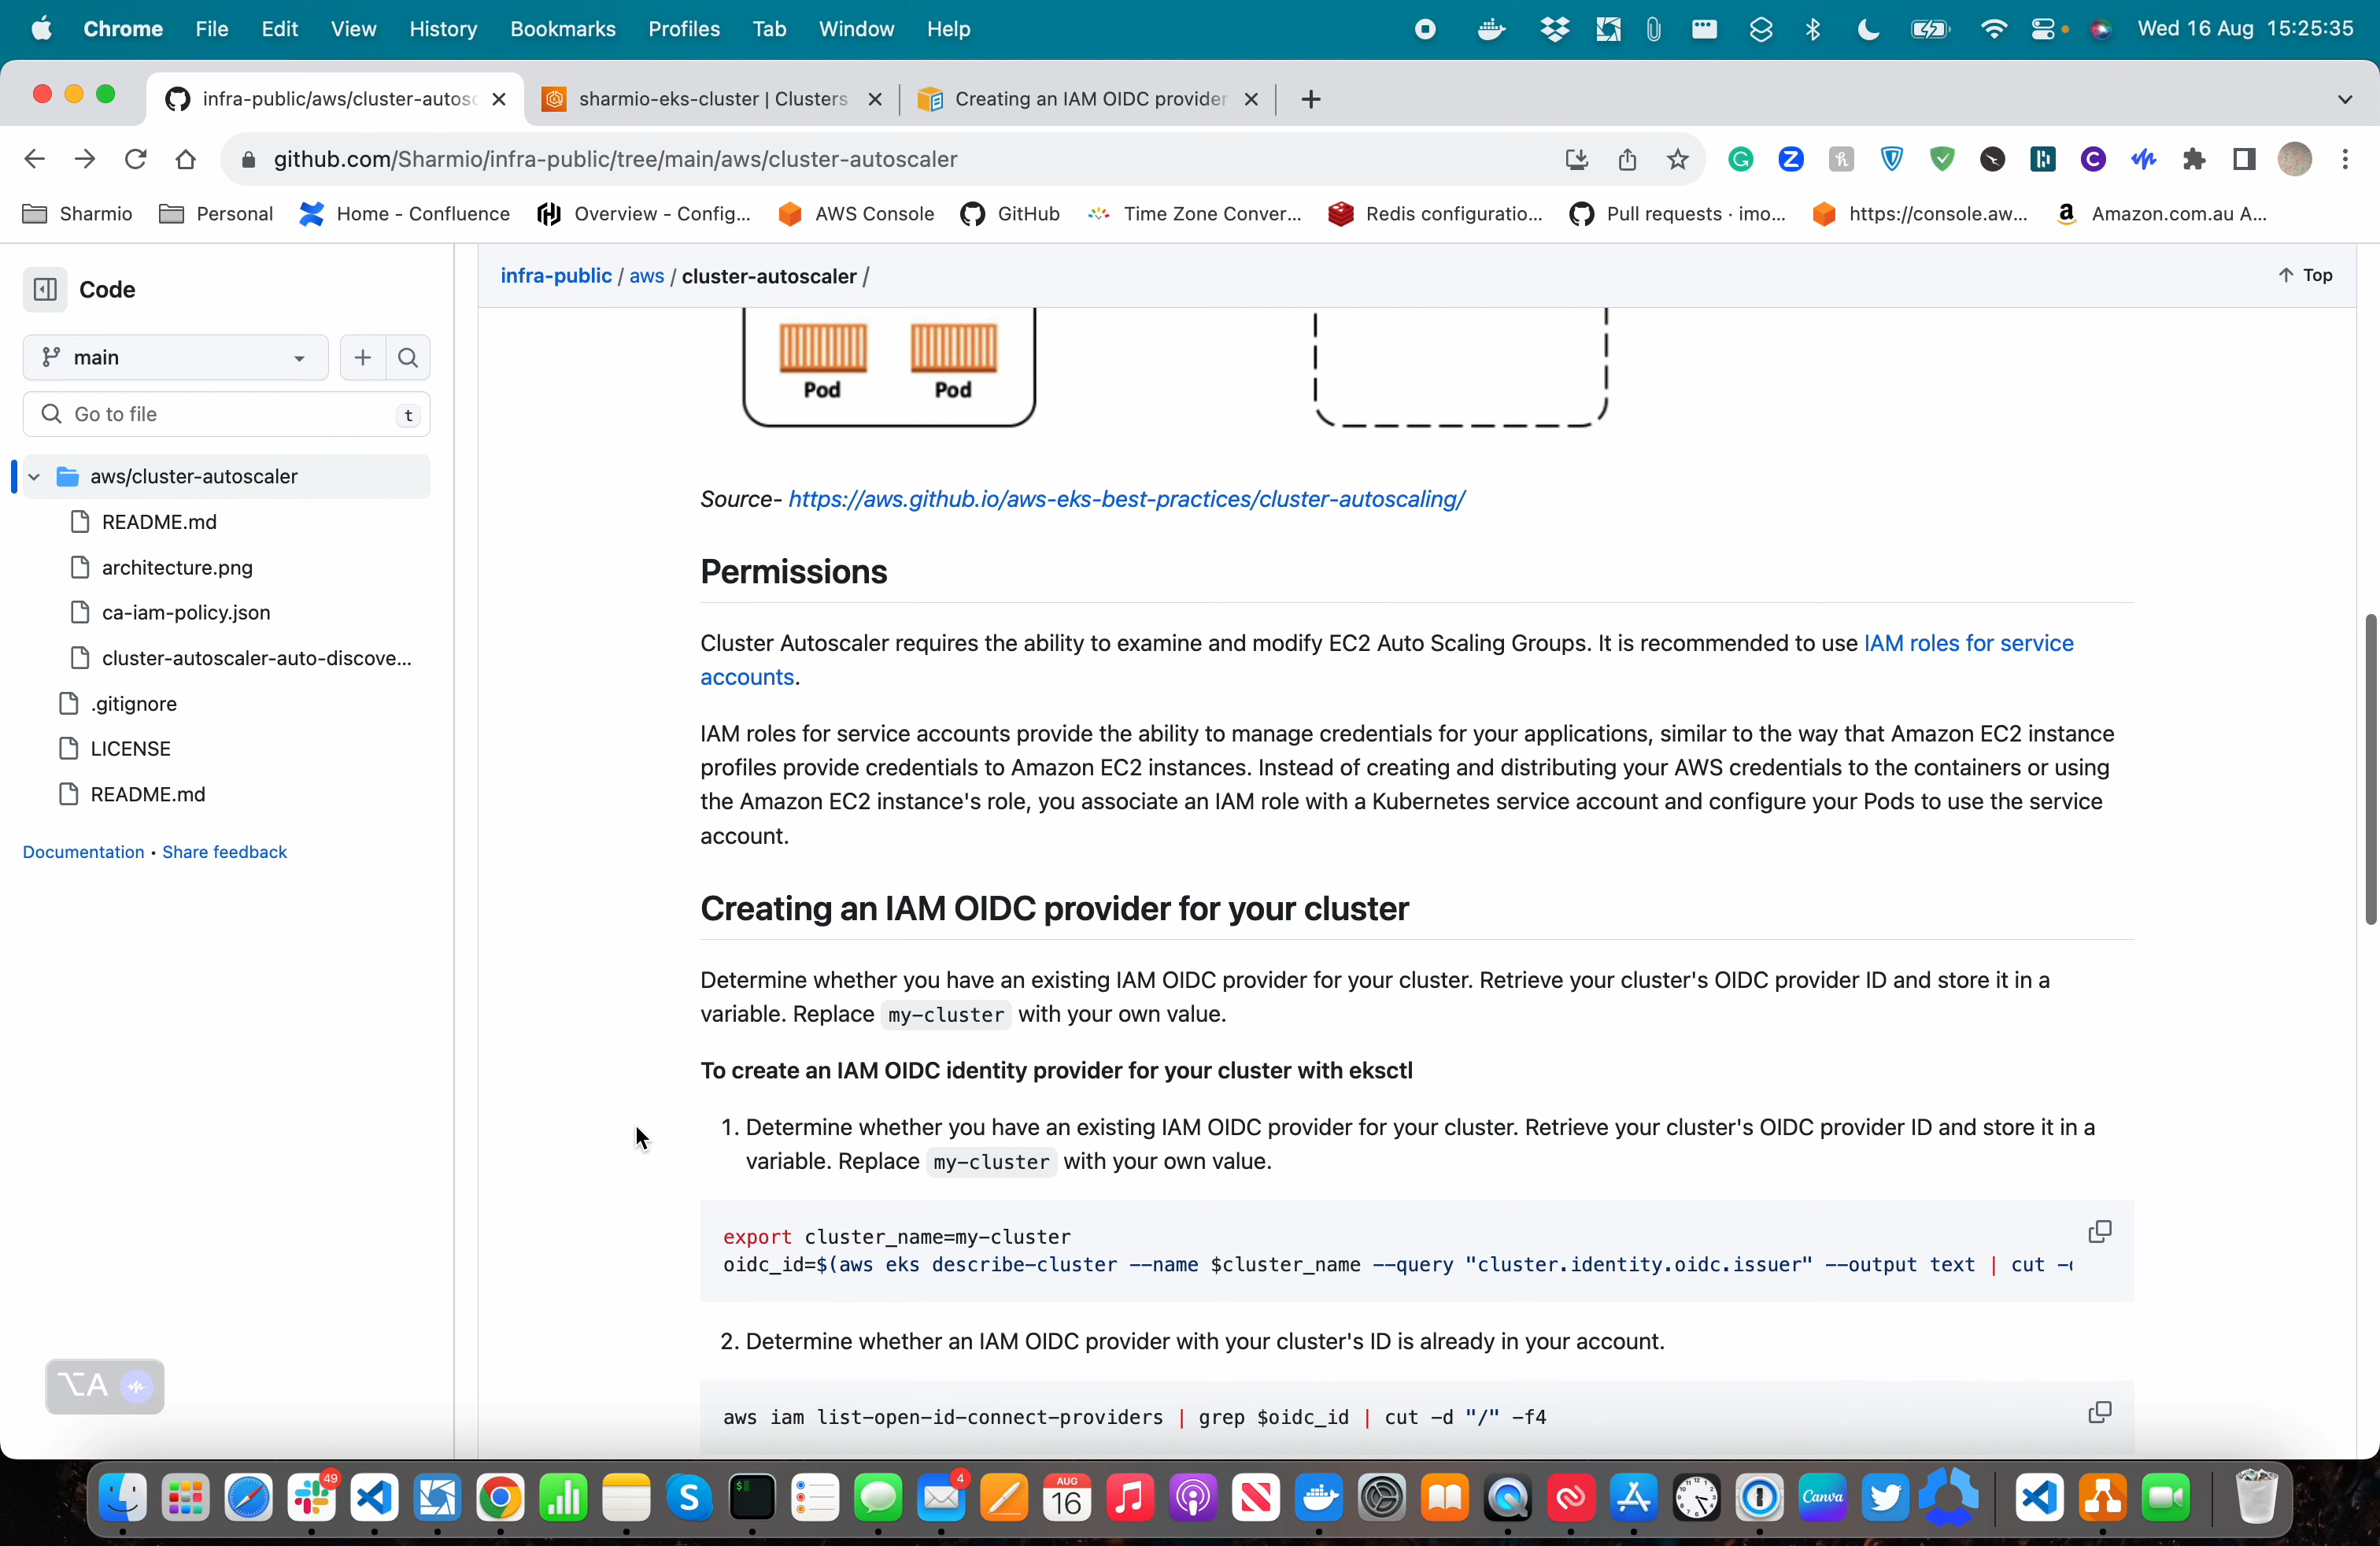 Chrome File Edit View History Bookmarks Profiles Tab Window Help Wed 16 Aug 15:25:35
infra-public/aws/cluster-autosc sharmio-eks-cluster | Clusters Creating an IAM OIDC provider
github.com/Sharmio/infra-public/tree/main/aws/cluster-autoscaler
Sharmio Personal Home - Confluence Overview - Config... AWS Console GitHub Time Zone Conver... Redis configuratio... Pull requests · imo... https://console.aw... Amazon.com.au A...
Code
main
Go to file t
aws/cluster-autoscaler
README.md
architecture.png
ca-iam-policy.json
cluster-autoscaler-auto-discove...
.gitignore
LICENSE
README.md
Documentation • Share feedback
⌥A
infra-public / aws / cluster-autoscaler / Top
Pod Pod
Source- https://aws.github.io/aws-eks-best-practices/cluster-autoscaling/
Permissions
Cluster Autoscaler requires the ability to examine and modify EC2 Auto Scaling Groups. It is recommended to use IAM roles for service
accounts.
IAM roles for service accounts provide the ability to manage credentials for your applications, similar to the way that Amazon EC2 instance
profiles provide credentials to Amazon EC2 instances. Instead of creating and distributing your AWS credentials to the containers or using
the Amazon EC2 instance's role, you associate an IAM role with a Kubernetes service account and configure your Pods to use the service
account.
Creating an IAM OIDC provider for your cluster
Determine whether you have an existing IAM OIDC provider for your cluster. Retrieve your cluster's OIDC provider ID and store it in a
variable. Replace my-cluster with your own value.
To create an IAM OIDC identity provider for your cluster with eksctl
1. Determine whether you have an existing IAM OIDC provider for your cluster. Retrieve your cluster's OIDC provider ID and store it in a
variable. Replace my-cluster with your own value.
export cluster_name=my-cluster
oidc_id=$(aws eks describe-cluster --name $cluster_name --query "cluster.identity.oidc.issuer" --output text | cut -
2. Determine whether an IAM OIDC provider with your cluster's ID is already in your account.
aws iam list-open-id-connect-providers | grep $oidc_id | cut -d "/" -f4
49 4 AUG 16 Canva